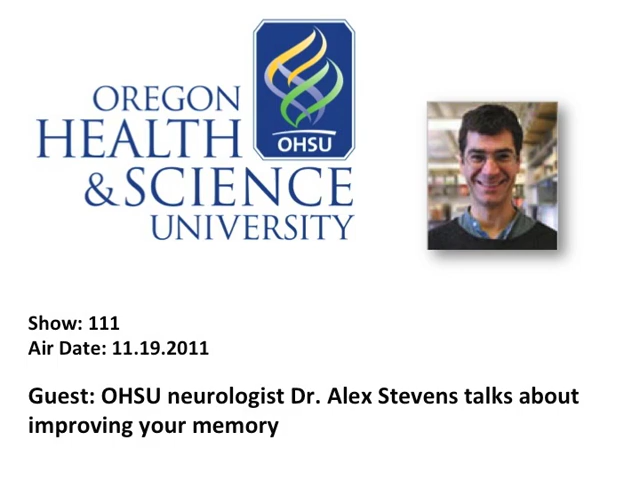 OREGON
HEALTH
OHSU
&SCIENCE
UNIVERSITY
Show: 111
Air Date: 11.19.2011
Guest: OHSU neurologist Dr. Alex Stevens talks about
improving your memory